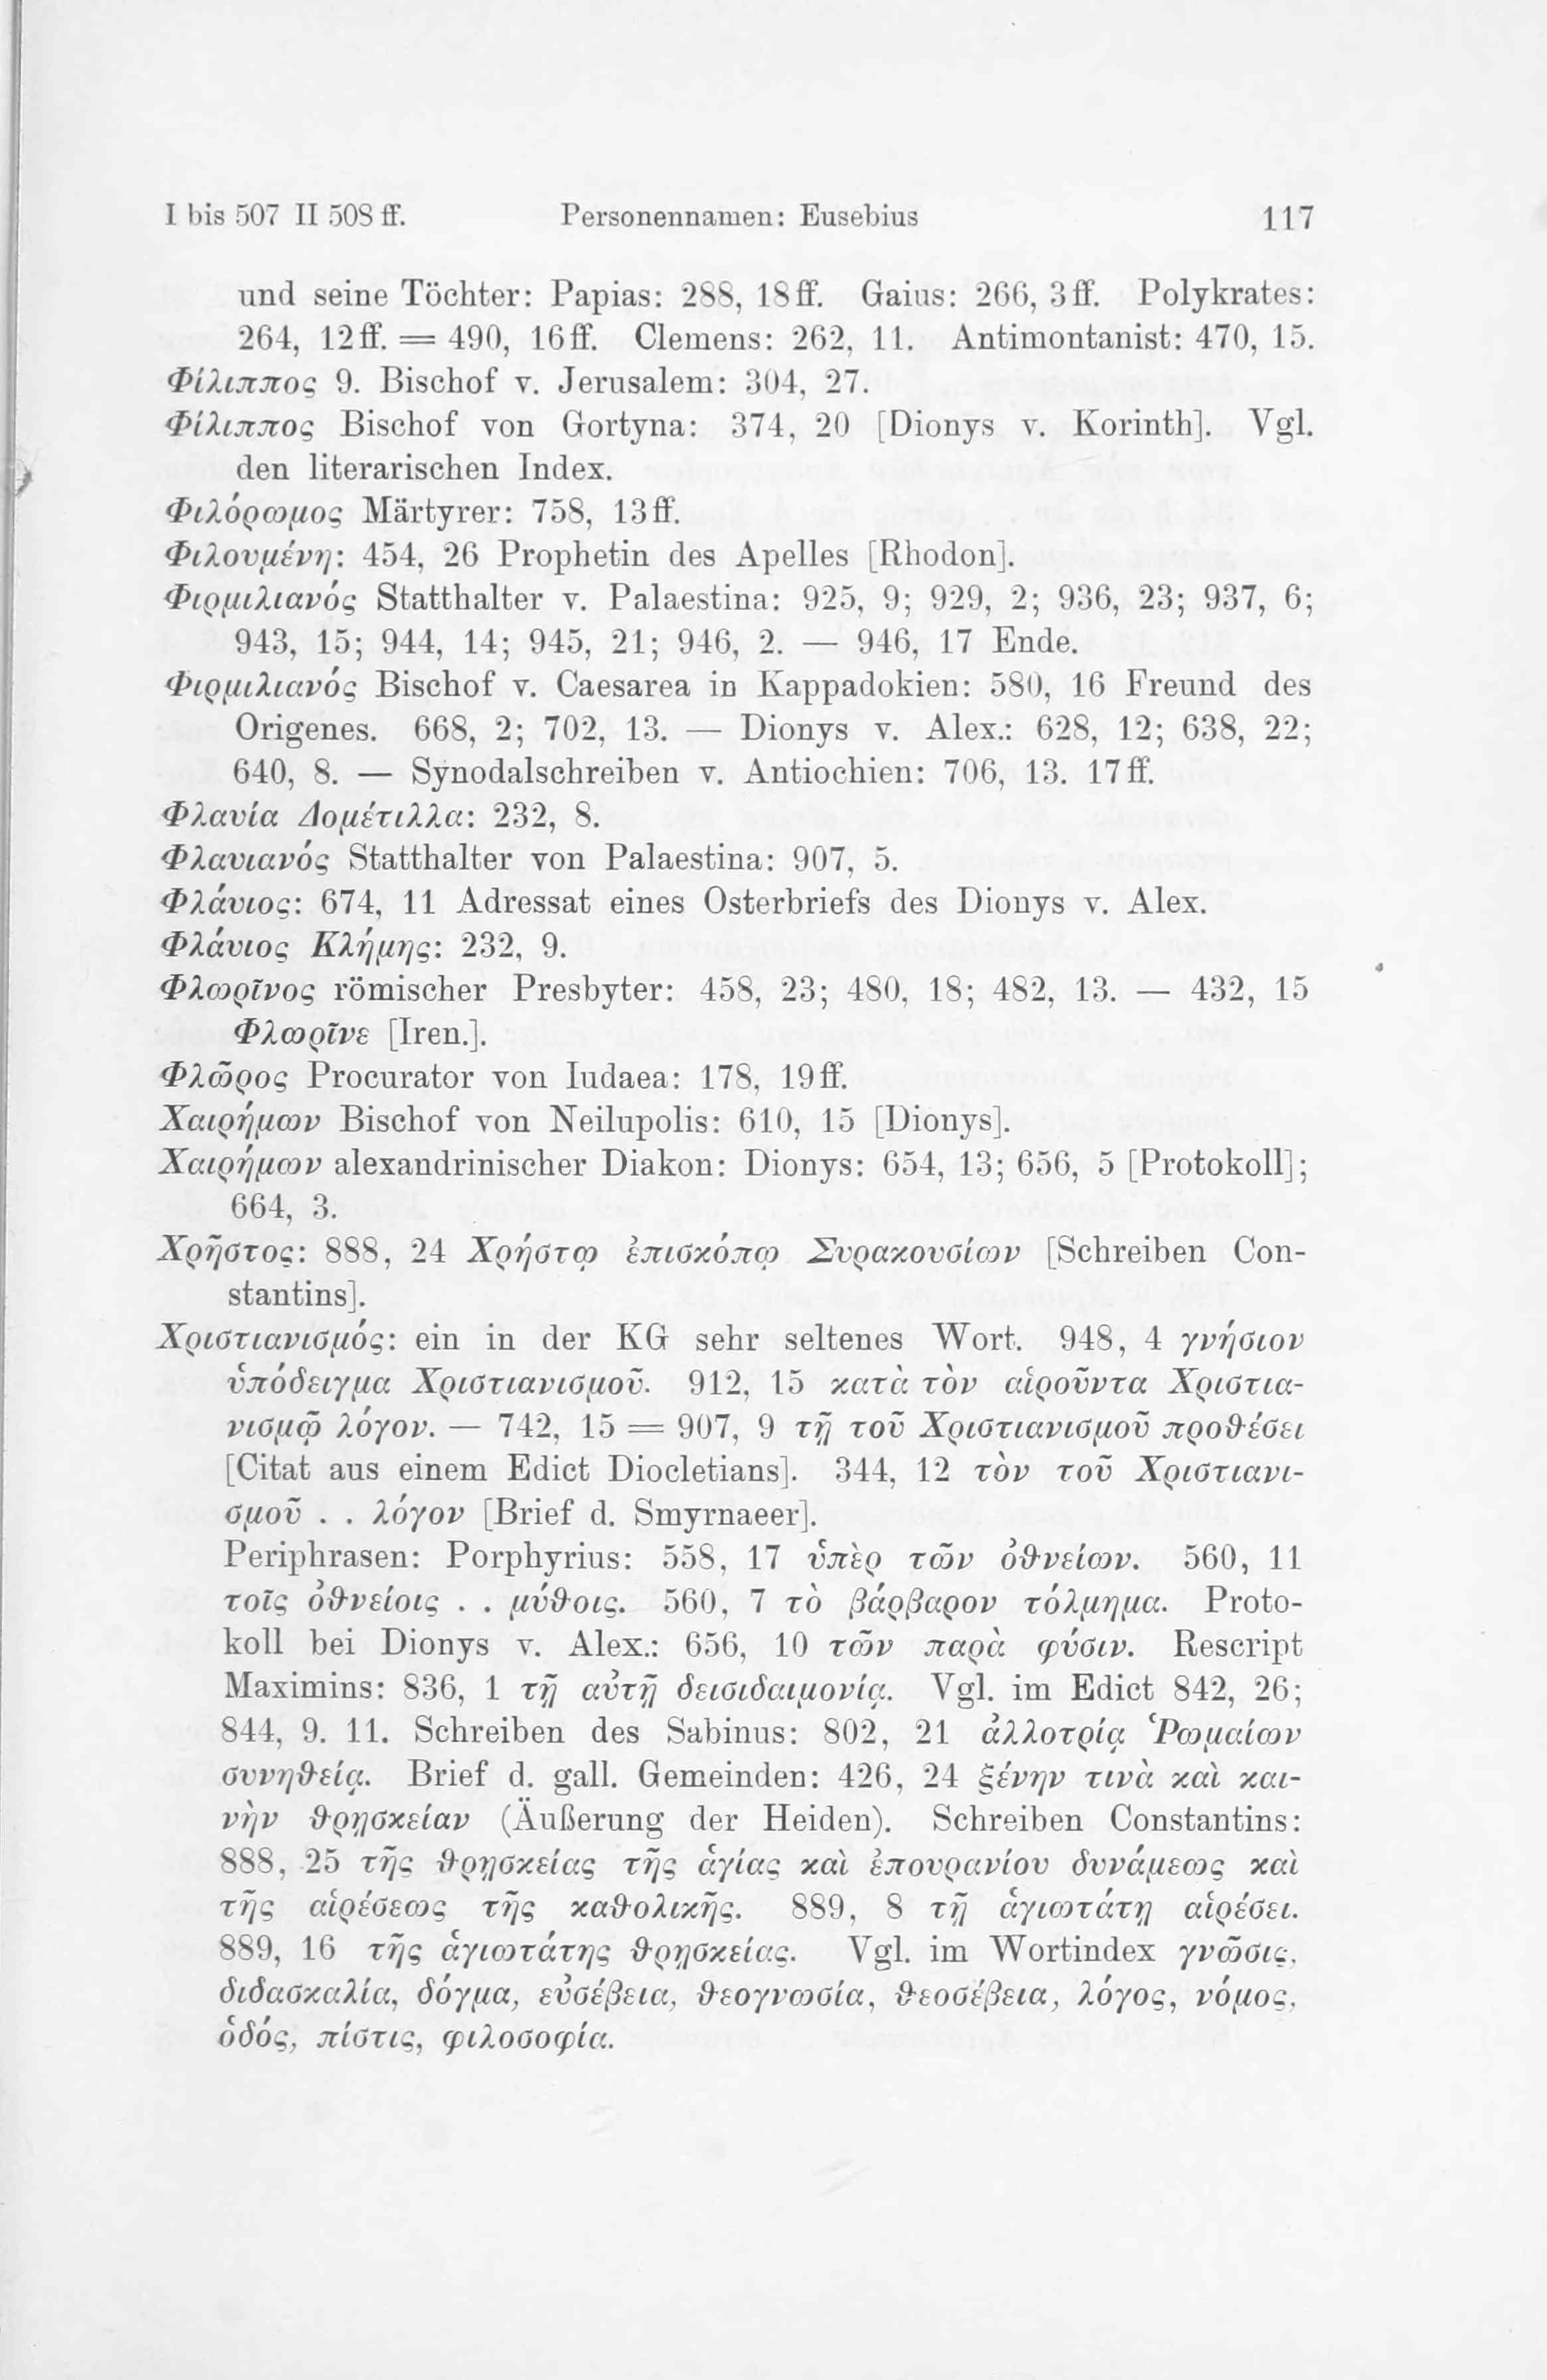 I bis 507 II 508 ff. Personennamen: Eusebius 117
und seine Töchter: Papias: 288, 18 ff. Gaius: 266, 3 ff. Polykrates:
264, 12 ff. = 490, 16 ff. Clemens: 262, 11. Antimontanist: 470, 15.
Φίλιππος 9. Bischof v. Jerusalem: 304, 27.
Φίλιππος Bischof von Gortyna: 374, 20 [Dionys v. Korinth]. Vgl.
den literarischen Index.
Φιλόρωμος Märtyrer: 758, 13 ff.
Φιλουμένη: 454, 26 Prophetin des Apelles [Rhodon].
Φιρμιλιανός Statthalter v. Palaestina: 925, 9; 929, 2; 936, 23; 937, 6;
943, 15; 944, 14; 945, 21; 946, 2. — 946, 17 Ende.
Φιρμιλιανός Bischof v. Caesarea in Kappadokien: 580, 16 Freund des
Origenes. 668, 2; 702, 13. — Dionys v. Alex.: 628, 12; 638, 22;
640, 8. — Synodalschreiben v. Antiochien: 706, 13. 17 ff.
Φλαυία Δομέτιλλα: 232, 8.
Φλαυιανός Statthalter von Palaestina: 907, 5.
Φλάυιος: 674, 11 Adressat eines Osterbriefs des Dionys v. Alex.
Φλάυιος Κλήμης: 232, 9.
Φλωρῖνος römischer Presbyter: 458, 23; 480, 18; 482, 13. — 432, 15
Φλωρῖνε [Iren.].
Φλῶρος Procurator von Iudaea: 178, 19 ff.
Χαιρήμων Bischof von Neilupolis: 610, 15 [Dionys].
Χαιρήμων alexandrinischer Diakon: Dionys: 654, 13; 656, 5 [Protokoll];
664, 3.
Χρῆστος: 888, 24 Χρήστῳ ἐπισκόπῳ Συρακουσίων [Schreiben Con-
stantins].
Χριστιανισμός: ein in der KG sehr seltenes Wort. 948, 4 γνήσιον
ὑπόδειγμα Χριστιανισμοῦ. 912, 15 κατὰ τὸν αἱροῦντα Χριστια-
νισμῷ λόγον. — 742, 15 = 907, 9 τῇ τοῦ Χριστιανισμοῦ προθέσει
[Citat aus einem Edict Diocletians]. 344, 12 τὸν τοῦ Χριστιανι-
σμοῦ . . λόγον [Brief d. Smyrnaeer].
Periphrasen: Porphyrius: 558, 17 ὑπὲρ τῶν ὀθνείων. 560, 11
τοῖς ὀθνείοις . . μύθοις. 560, 7 τὸ βάρβαρον τόλμημα. Proto-
koll bei Dionys v. Alex.: 656, 10 τῶν παρὰ φύσιν. Rescript
Maximins: 836, 1 τῇ αὐτῇ δεισιδαιμονίᾳ. Vgl. im Edict 842, 26;
844, 9. 11. Schreiben des Sabinus: 802, 21 ἀλλοτρίᾳ Ῥωμαίων
συνηθείᾳ. Brief d. gall. Gemeinden: 426, 24 ξένην τινὰ καὶ και-
νὴν θρῃσκείαν (Äußerung der Heiden). Schreiben Constantins:
888, 25 τῆς θρῃσκείας τῆς ἁγίας καὶ ἐπουρανίου δυνάμεως καὶ
τῆς αἱρέσεως τῆς καθολικῆς. 889, 8 τῇ ἁγιωτάτῃ αἱρέσει.
889, 16 τῆς ἁγιωτάτης θρῃσκείας. Vgl. im Wortindex γνῶσις,
διδασκαλία, δόγμα, εὐσέβεια, θεογνωσία, θεοσέβεια, λόγος, νόμος,
ὁδός, πίστις, φιλοσοφία.